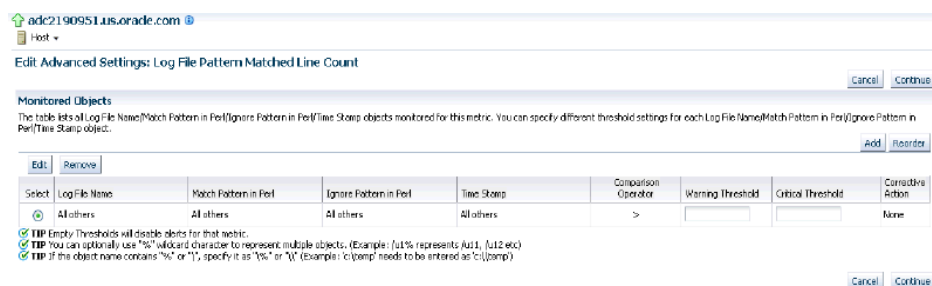 adc2190951.us.oracle.com
Host
Edit Advanced Settings: Log File Pattern Matched Line Count
Cancel Continue
Monitored Objects
The table lists all Log File Name/Match Pattern in Perl/Ignore Pattern in Perl/Time Stamp objects monitored for this metric. You can specify different threshold settings for each Log File Name/Match Pattern in Perl/Ignore Pattern in
Perl/Time Stamp object.
Add Reorder
Edit Remove
Select Log File Name Match Pattern in Perl Ignore Pattern in Perl Time Stamp Comparison Operator Warning Threshold Critical Threshold Corrective Action
All others All others All others All others > None
TIP Empty Thresholds will disable alerts for that metric.
TIP You can optionally use "%" wildcard character to represent multiple objects. (Example: /u1% represents /u11, /u12 etc)
TIP If the object name contains "%" or "\", specify it as "\%" or "\\" (Example: 'c:\temp' needs to be entered as 'c:\\temp')
Cancel Continue